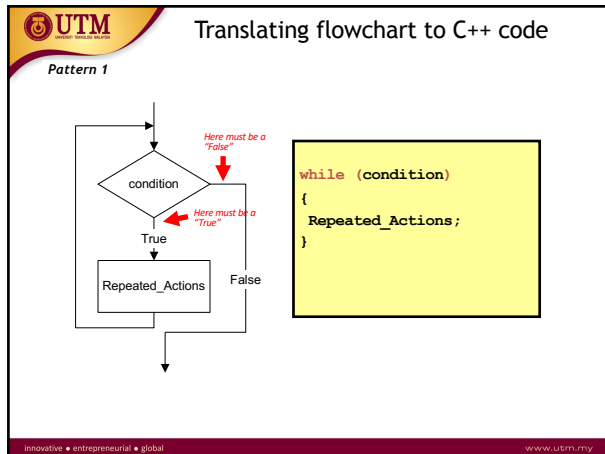 UTM
UNIVERSITI TEKNOLOGI MALAYSIA
Translating flowchart to C++ code
Pattern 1
Here must be a
"False"
condition
Here must be a
"True"
True
Repeated_Actions
False
while (condition)
{
Repeated_Actions;
}
innovative ● entrepreneurial ● global
www.utm.my